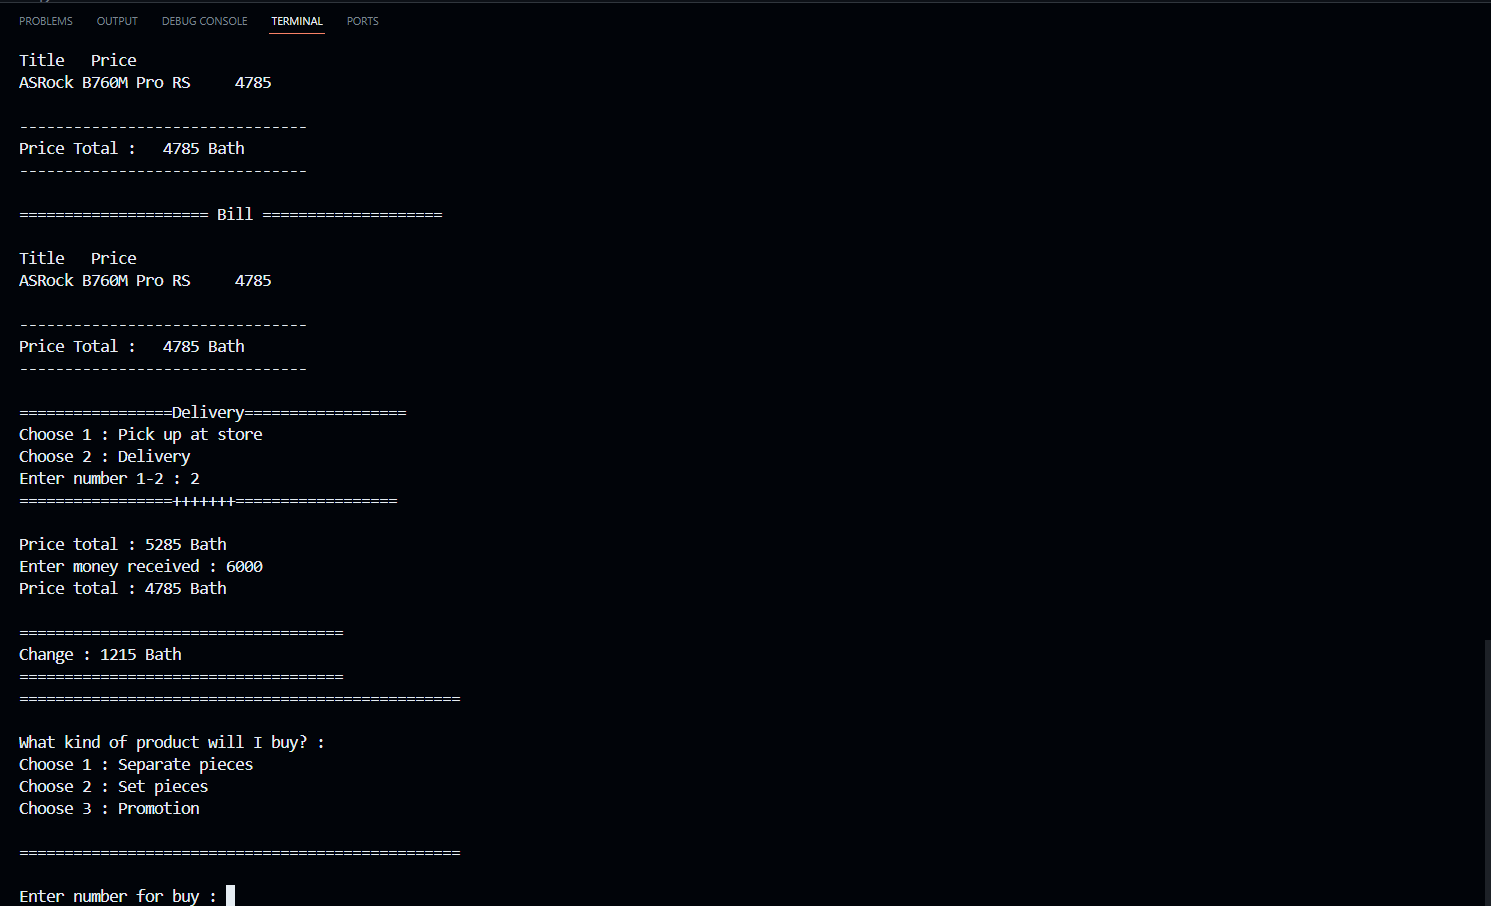 PROBLEMS OUTPUT DEBUG CONSOLE TERMINAL PORTS
Title Price
ASRock B760M Pro RS 4785
--------------------------------
Price Total : 4785 Bath
--------------------------------
===================== Bill ====================
Title Price
ASRock B760M Pro RS 4785
--------------------------------
Price Total : 4785 Bath
--------------------------------
=================Delivery==================
Choose 1 : Pick up at store
Choose 2 : Delivery
Enter number 1-2 : 2
=================+++++++==================
Price total : 5285 Bath
Enter money received : 6000
Price total : 4785 Bath
====================================
Change : 1215 Bath
====================================
=================================================
What kind of product will I buy? :
Choose 1 : Separate pieces
Choose 2 : Set pieces
Choose 3 : Promotion
=================================================
Enter number for buy :